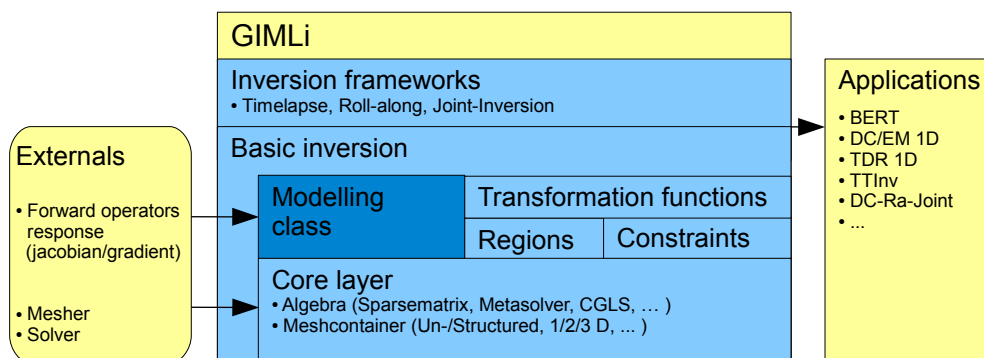 GIMLi
Inversion frameworks
• Timelapse, Roll-along, Joint-Inversion
Basic inversion
Modelling
class
Transformation functions
Regions
Constraints
Core layer
• Algebra (Sparsematrix, Metasolver, CGLS, … )
• Meshcontainer (Un-/Structured, 1/2/3 D, ... )
Externals
• Forward operators
response
(jacobian/gradient)
• Mesher
• Solver
Applications
• BERT
• DC/EM 1D
• TDR 1D
• TTInv
• DC-Ra-Joint
• ...